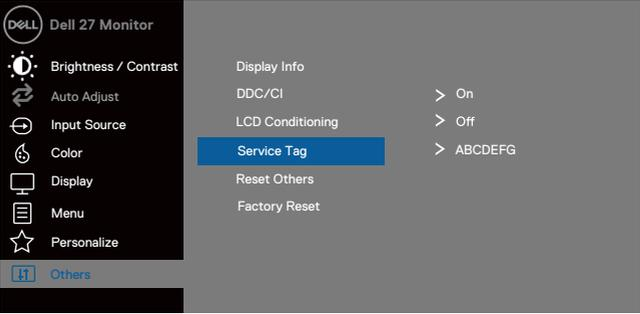 DELL Dell 27 Monitor
Brightness / Contrast
Auto Adjust
Input Source
Color
Display
Menu
Personalize
Others
Display Info
DDC/CI > On
LCD Conditioning > Off
Service Tag > ABCDEFG
Reset Others
Factory Reset